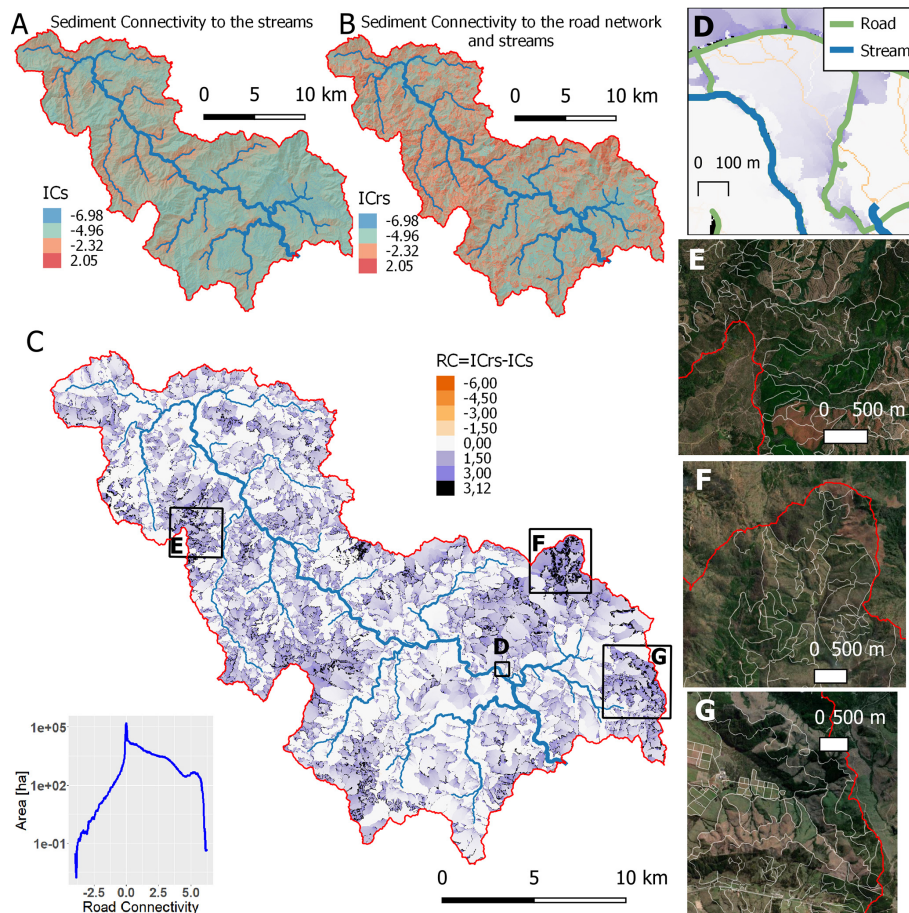 A
Sediment Connectivity to the streams
0 5 10 km
ICs
-6.98
-4.96
-2.32
2.05
B
Sediment Connectivity to the road network
and streams
0 5 10 km
ICrs
-6.98
-4.96
-2.32
2.05
D
Road
Stream
0 100 m
E
0 500 m
F
0 500 m
G
0 500 m
C
RC=ICrs-ICs
-6,00
-4,50
-3,00
-1,50
0,00
1,50
3,00
3,12
E
F
D
G
1e+05
1e+02
1e-01
Area [ha]
-2.5 0.0 2.5 5.0
Road Connectivity
0 5 10 km